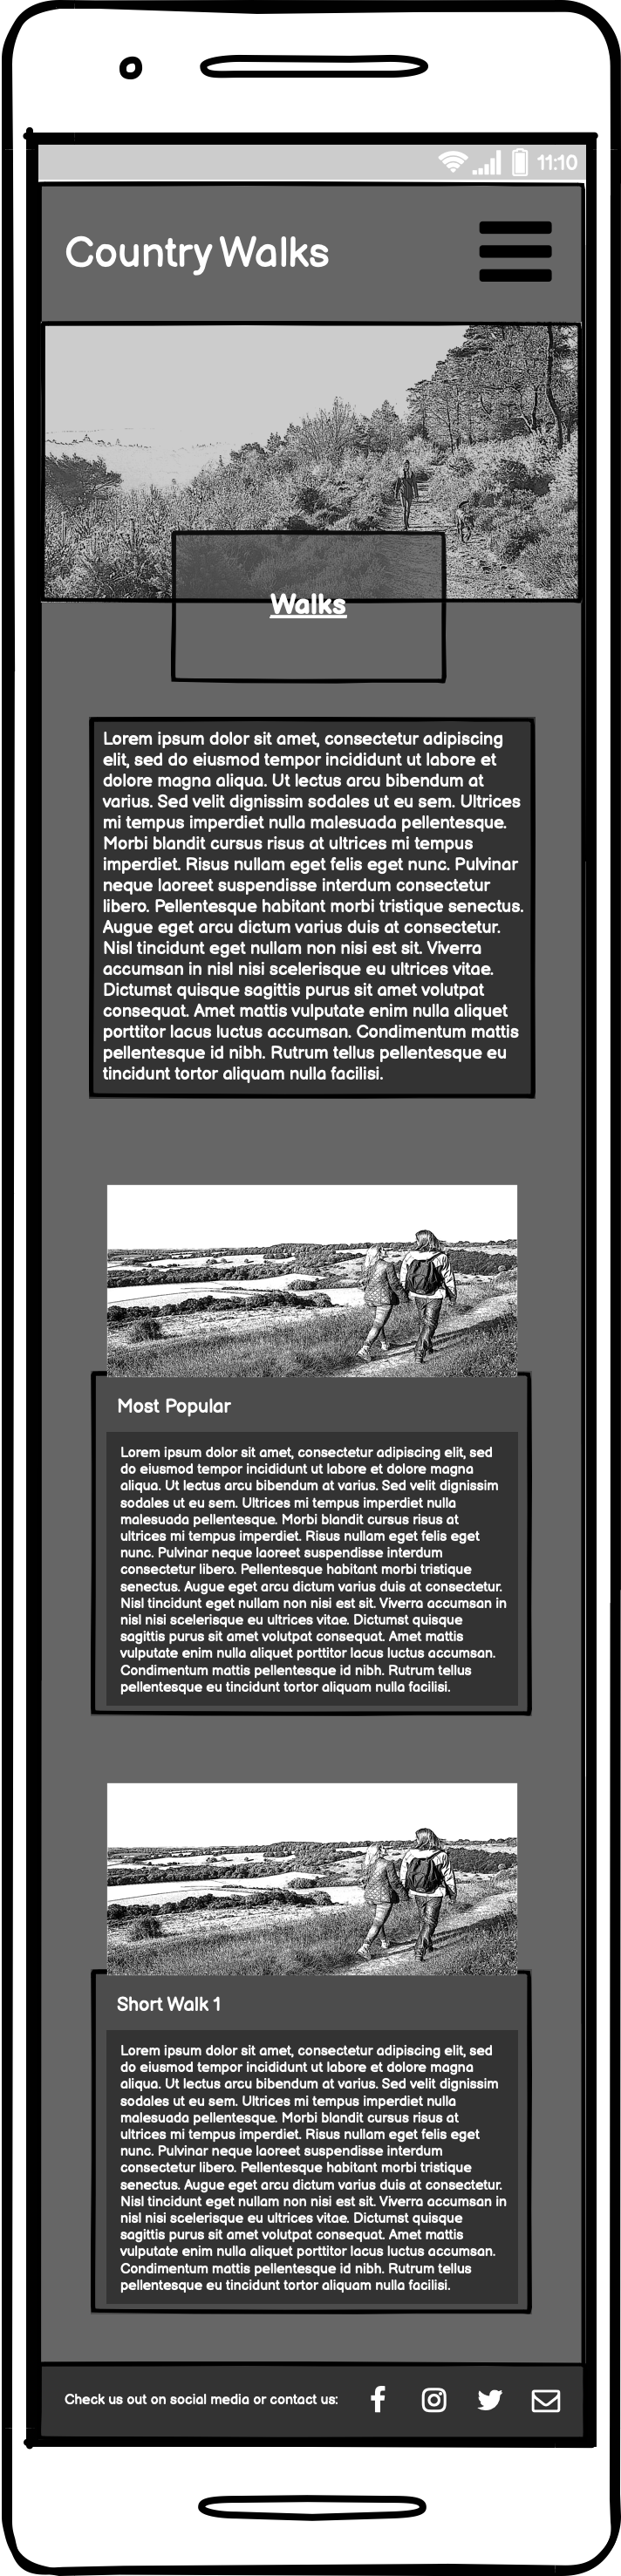 11:10
Country Walks
Walks
Lorem ipsum dolor sit amet, consectetur adipiscing
elit, sed do eiusmod tempor incididunt ut labore et
dolore magna aliqua. Ut lectus arcu bibendum at
varius. Sed velit dignissim sodales ut eu sem. Ultrices
mi tempus imperdiet nulla malesuada pellentesque.
Morbi blandit cursus risus at ultrices mi tempus
imperdiet. Risus nullam eget felis eget nunc. Pulvinar
neque laoreet suspendisse interdum consectetur
libero. Pellentesque habitant morbi tristique senectus.
Augue eget arcu dictum varius duis at consectetur.
Nisl tincidunt eget nullam non nisi est sit. Viverra
accumsan in nisl nisi scelerisque eu ultrices vitae.
Dictumst quisque sagittis purus sit amet volutpat
consequat. Amet mattis vulputate enim nulla aliquet
porttitor lacus luctus accumsan. Condimentum mattis
pellentesque id nibh. Rutrum tellus pellentesque eu
tincidunt tortor aliquam nulla facilisi.
Most Popular
Lorem ipsum dolor sit amet, consectetur adipiscing elit, sed
do eiusmod tempor incididunt ut labore et dolore magna
aliqua. Ut lectus arcu bibendum at varius. Sed velit dignissim
sodales ut eu sem. Ultrices mi tempus imperdiet nulla
malesuada pellentesque. Morbi blandit cursus risus at
ultrices mi tempus imperdiet. Risus nullam eget felis eget
nunc. Pulvinar neque laoreet suspendisse interdum
consectetur libero. Pellentesque habitant morbi tristique
senectus. Augue eget arcu dictum varius duis at consectetur.
Nisl tincidunt eget nullam non nisi est sit. Viverra accumsan in
nisl nisi scelerisque eu ultrices vitae. Dictumst quisque
sagittis purus sit amet volutpat consequat. Amet mattis
vulputate enim nulla aliquet porttitor lacus luctus accumsan.
Condimentum mattis pellentesque id nibh. Rutrum tellus
pellentesque eu tincidunt tortor aliquam nulla facilisi.
Short Walk 1
Lorem ipsum dolor sit amet, consectetur adipiscing elit, sed
do eiusmod tempor incididunt ut labore et dolore magna
aliqua. Ut lectus arcu bibendum at varius. Sed velit dignissim
sodales ut eu sem. Ultrices mi tempus imperdiet nulla
malesuada pellentesque. Morbi blandit cursus risus at
ultrices mi tempus imperdiet. Risus nullam eget felis eget
nunc. Pulvinar neque laoreet suspendisse interdum
consectetur libero. Pellentesque habitant morbi tristique
senectus. Augue eget arcu dictum varius duis at consectetur.
Nisl tincidunt eget nullam non nisi est sit. Viverra accumsan in
nisl nisi scelerisque eu ultrices vitae. Dictumst quisque
sagittis purus sit amet volutpat consequat. Amet mattis
vulputate enim nulla aliquet porttitor lacus luctus accumsan.
Condimentum mattis pellentesque id nibh. Rutrum tellus
pellentesque eu tincidunt tortor aliquam nulla facilisi.
Check us out on social media or contact us: